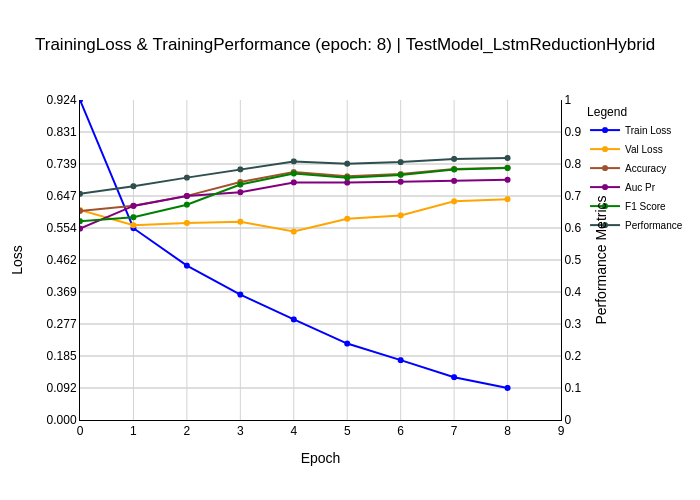 TrainingLoss & TrainingPerformance (epoch: 8) | TestModel_LstmReductionHybrid
0.924
0.831
0.739
0.647
0.554
0.462
0.369
0.277
0.185
0.092
0.000
Loss
0 1 2 3 4 5 6 7 8 9
Epoch
1
0.9
0.8
0.7
0.6
0.5
0.4
0.3
0.2
0.1
0
Performance Metrics
Legend
Train Loss
Val Loss
Accuracy
Auc Pr
F1 Score
Performance